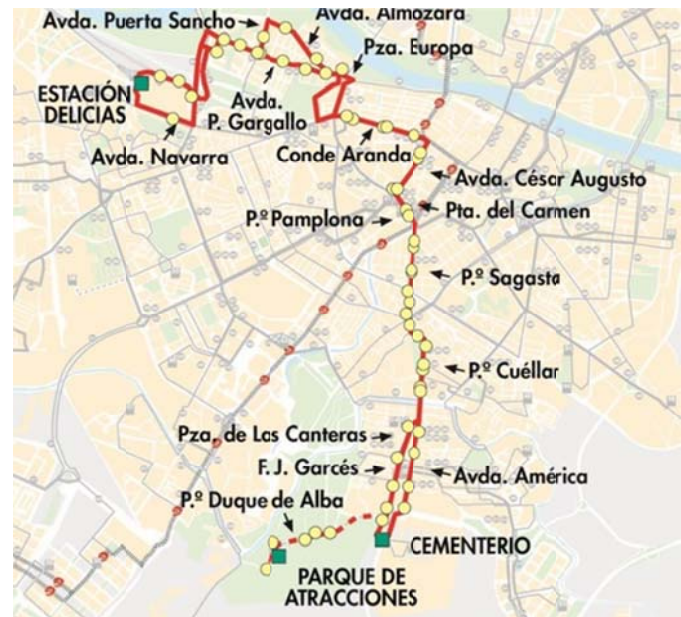 Avda. Almozara
Avda. Puerta Sancho
Pza. Europa
ESTACIÓN
DELICIAS
Avda.
P. Gargallo
Avda. Navarra
Conde Aranda
Avda. César Augusto
P.º Pamplona
Pta. del Carmen
P.º Sagasta
P.º Cuéllar
Pza. de Las Canteras
F. J. Garcés
Avda. América
P.º Duque de Alba
CEMENTERIO
PARQUE DE
ATRACCIONES